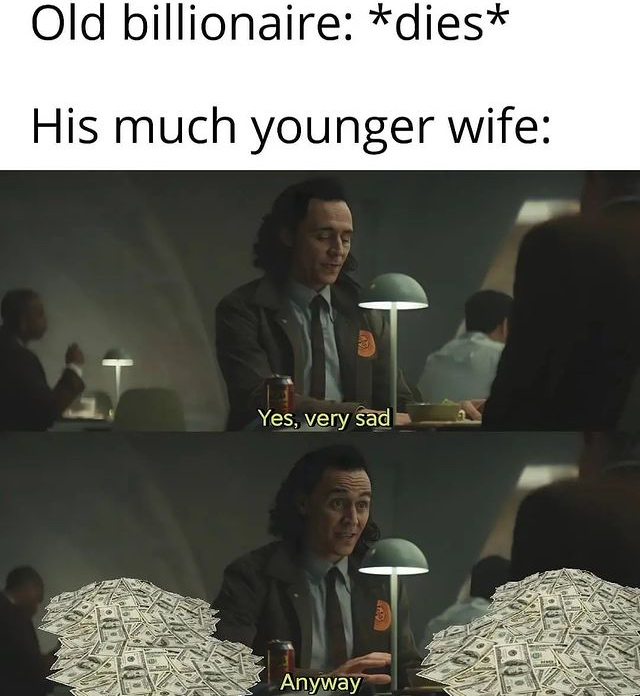 Old billionaire: *dies*
His much younger wife:
Yes, very sad
Anyway